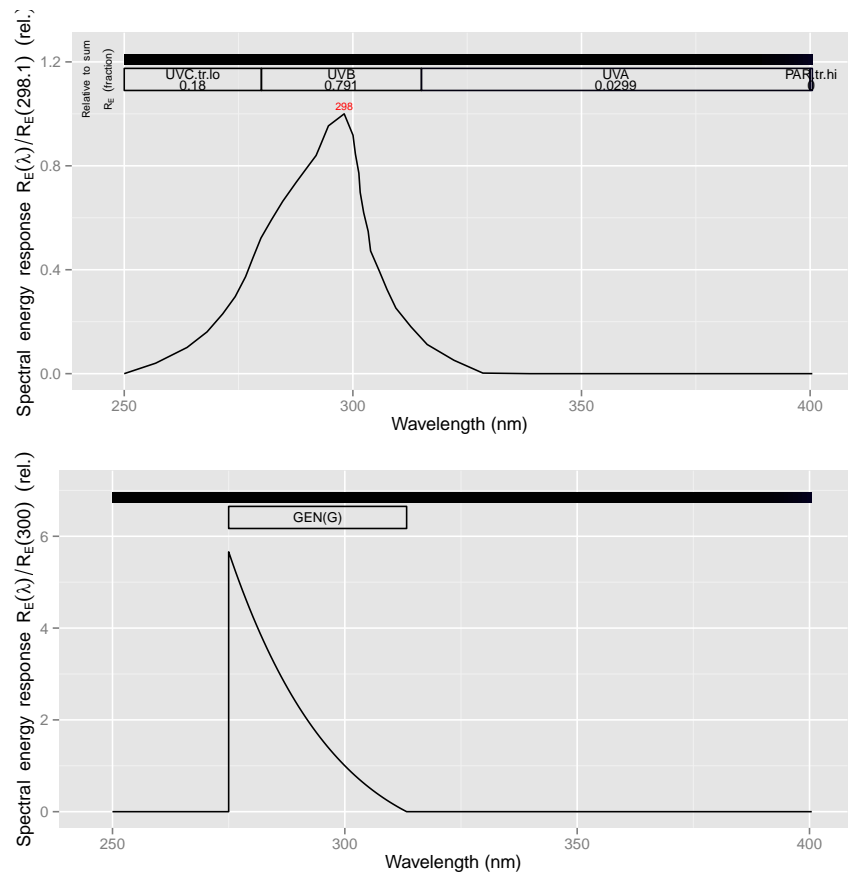 Spectral energy response R_E(λ)/R_E(298.1) (rel.)
Relative to sum
R_E (fraction)
UVC.tr.lo UVB UVA PAR.tr.hi
0.18 0.791 0.0299 0
298
1.2
0.8
0.4
0.0
250 300 350 400
Wavelength (nm)
Spectral energy response R_E(λ)/R_E(300) (rel.)
GEN(G)
6
4
2
0
250 300 350 400
Wavelength (nm)